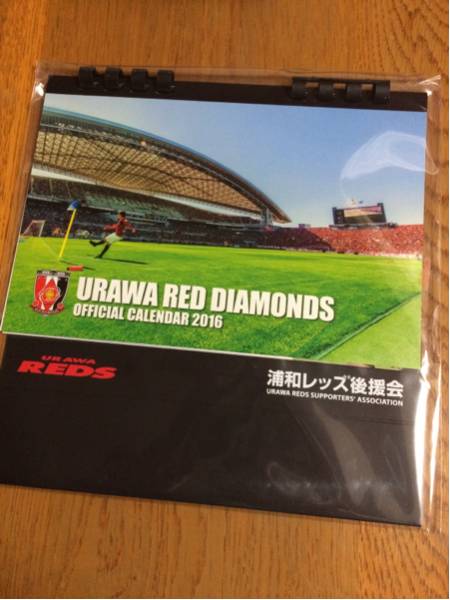 URAWA RED DIAMONDS
OFFICIAL CALENDAR 2016
URAWA
REDS
浦和レッズ後援会
URAWA REDS SUPPORTERS' ASSOCIATION